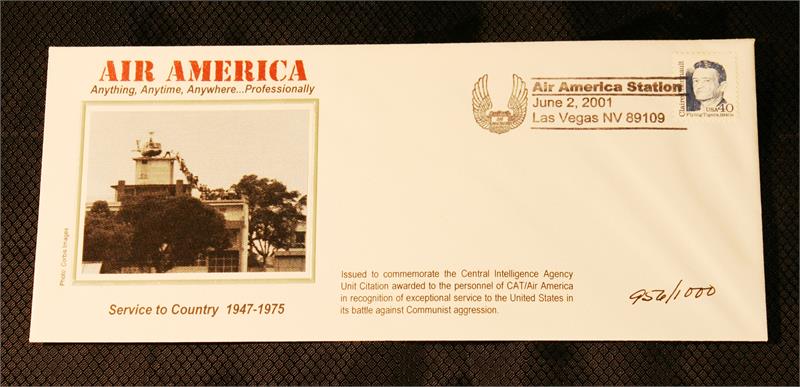 AIR AMERICA
Anything, Anytime, Anywhere...Professionally
Photo: Corbis Images
Service to Country 1947-1975
Air America Station
June 2, 2001
Las Vegas NV 89109
USA 40
Flying Tigers, 1940s
Issued to commemorate the Central Intelligence Agency
Unit Citation awarded to the personnel of CAT/Air America
in recognition of exceptional service to the United States in
its battle against Communist aggression.
956/1000